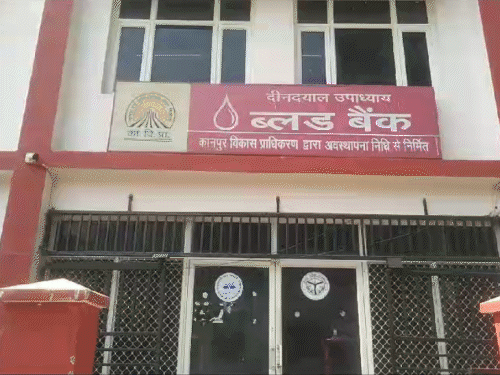 दीनदयाल उपाध्याय
ब्लड बैंक
का.वि.प्रा.
कानपुर विकास प्राधिकरण द्वारा अवस्थापना निधि से निर्मित